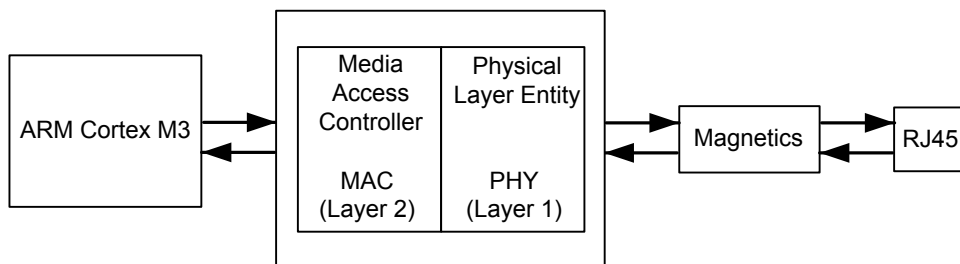 ARM Cortex M3
Media
Access
Controller
MAC
(Layer 2)
Physical
Layer Entity
PHY
(Layer 1)
Magnetics
RJ45